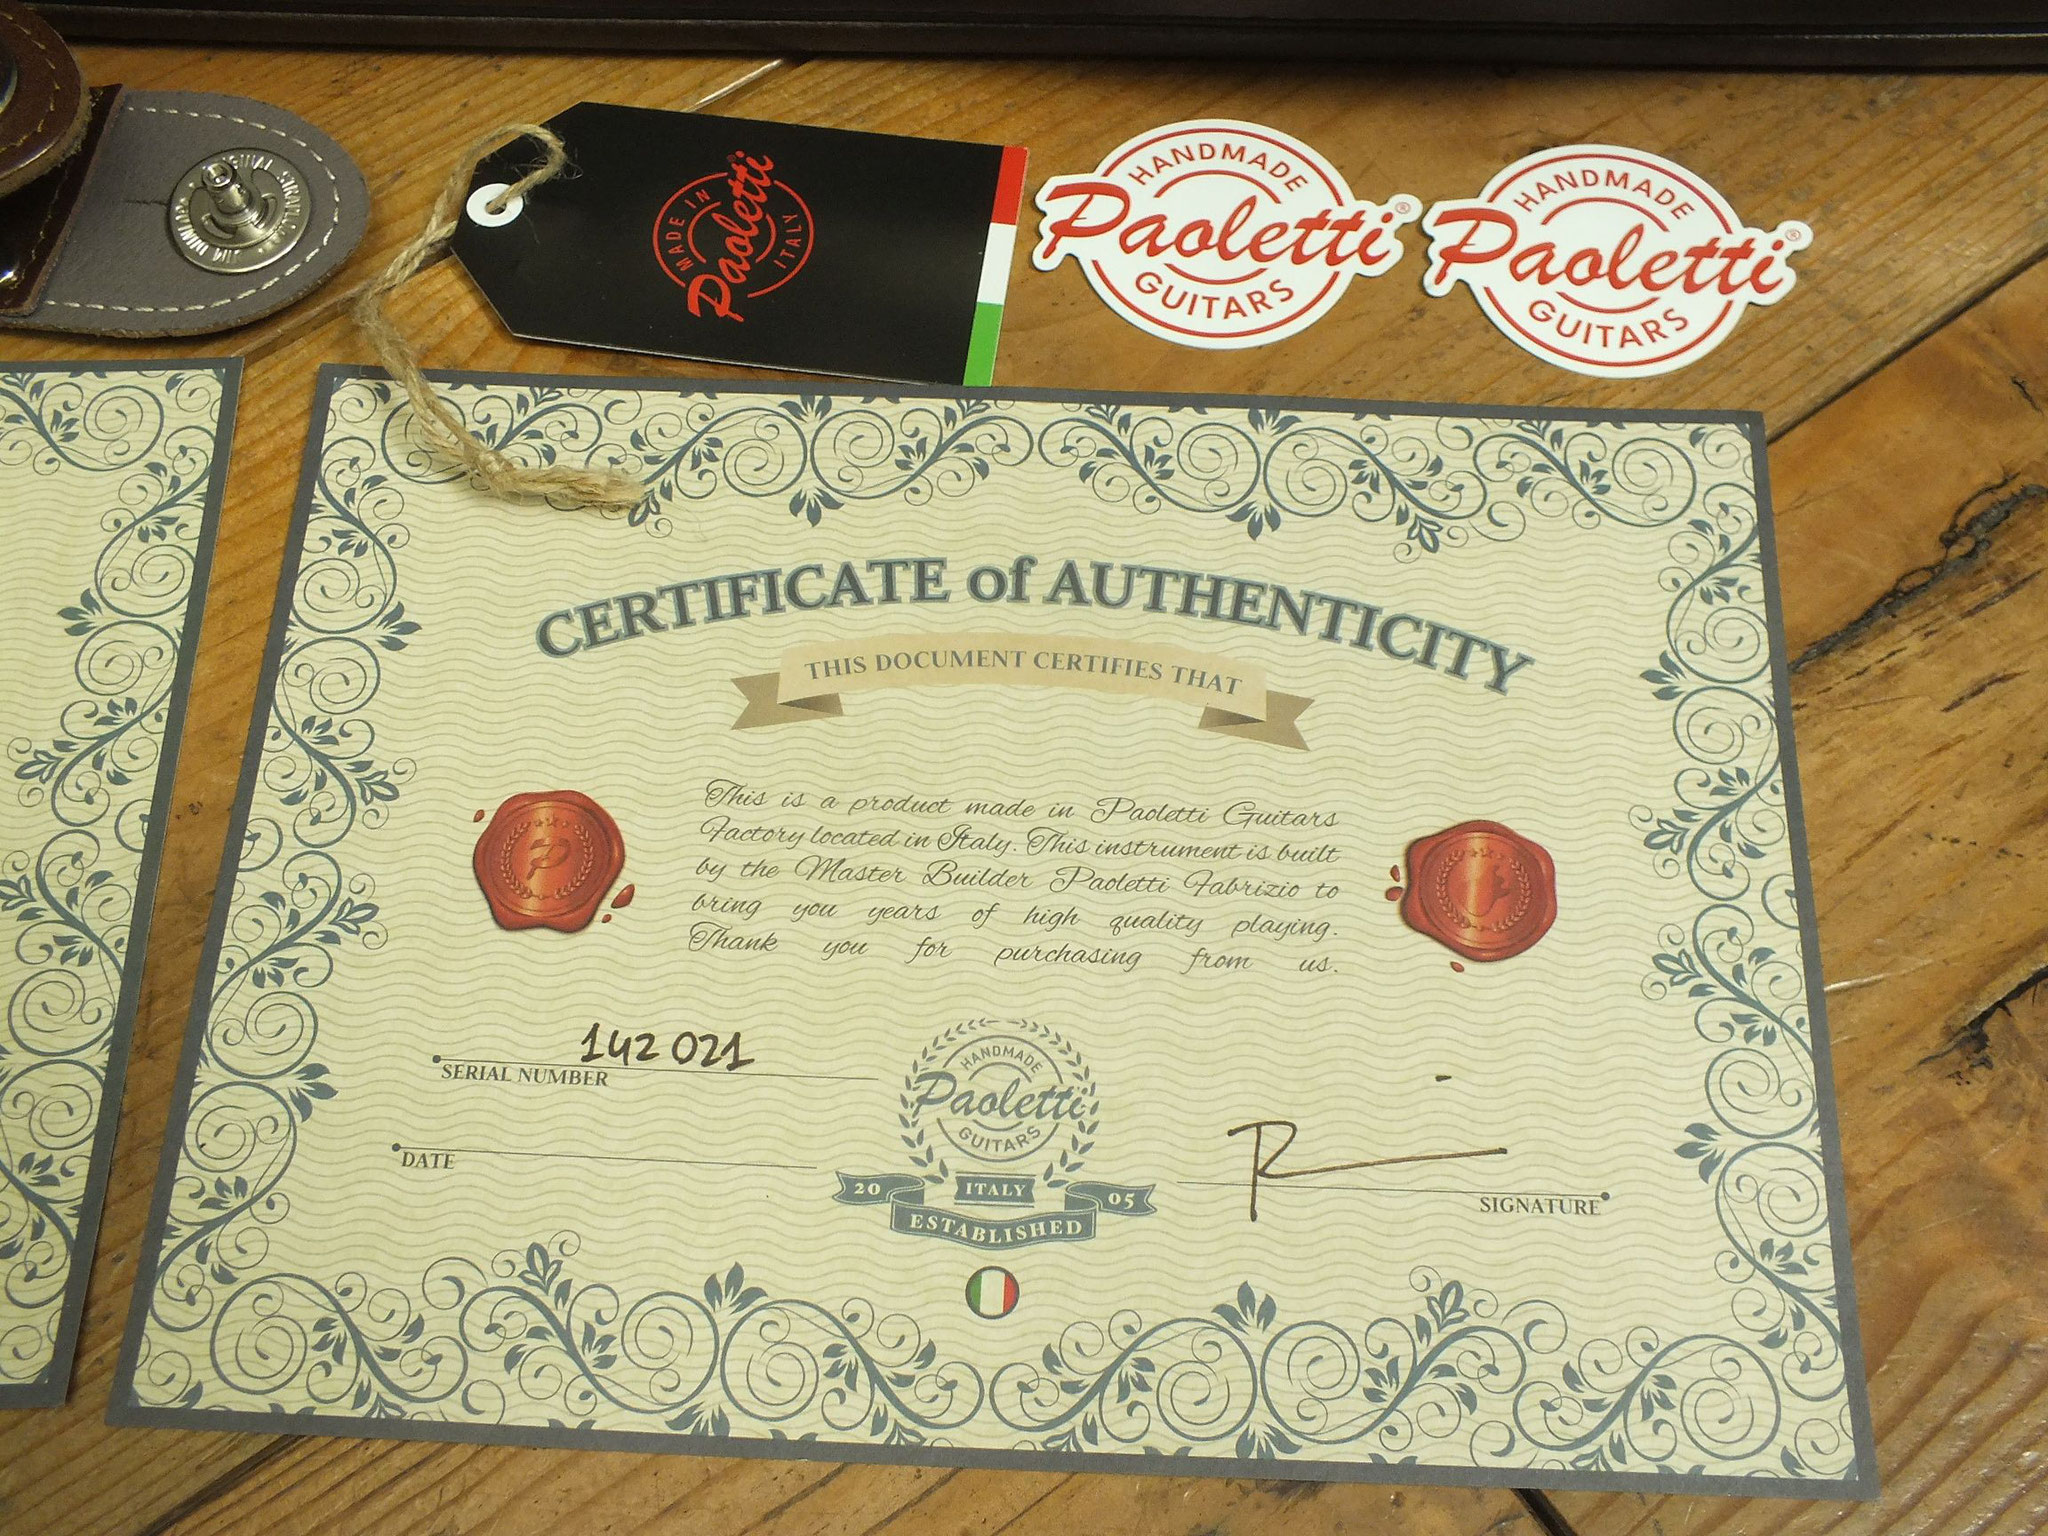 MADE IN
Paoletti
ITALY
HANDMADE
Paoletti®
GUITARS
HANDMADE
Paoletti®
GUITARS
CERTIFICATE of AUTHENTICITY
THIS DOCUMENT CERTIFIES THAT
This is a product made in Paoletti Guitars
Factory located in Italy. This instrument is built
by the Master Builder Paoletti Fabrizio to
bring you years of high quality playing.
Thank you for purchasing from us.
P
142 021
SERIAL NUMBER
DATE
HANDMADE
Paoletti
GUITARS
20 ITALY 05
ESTABLISHED
SIGNATURE